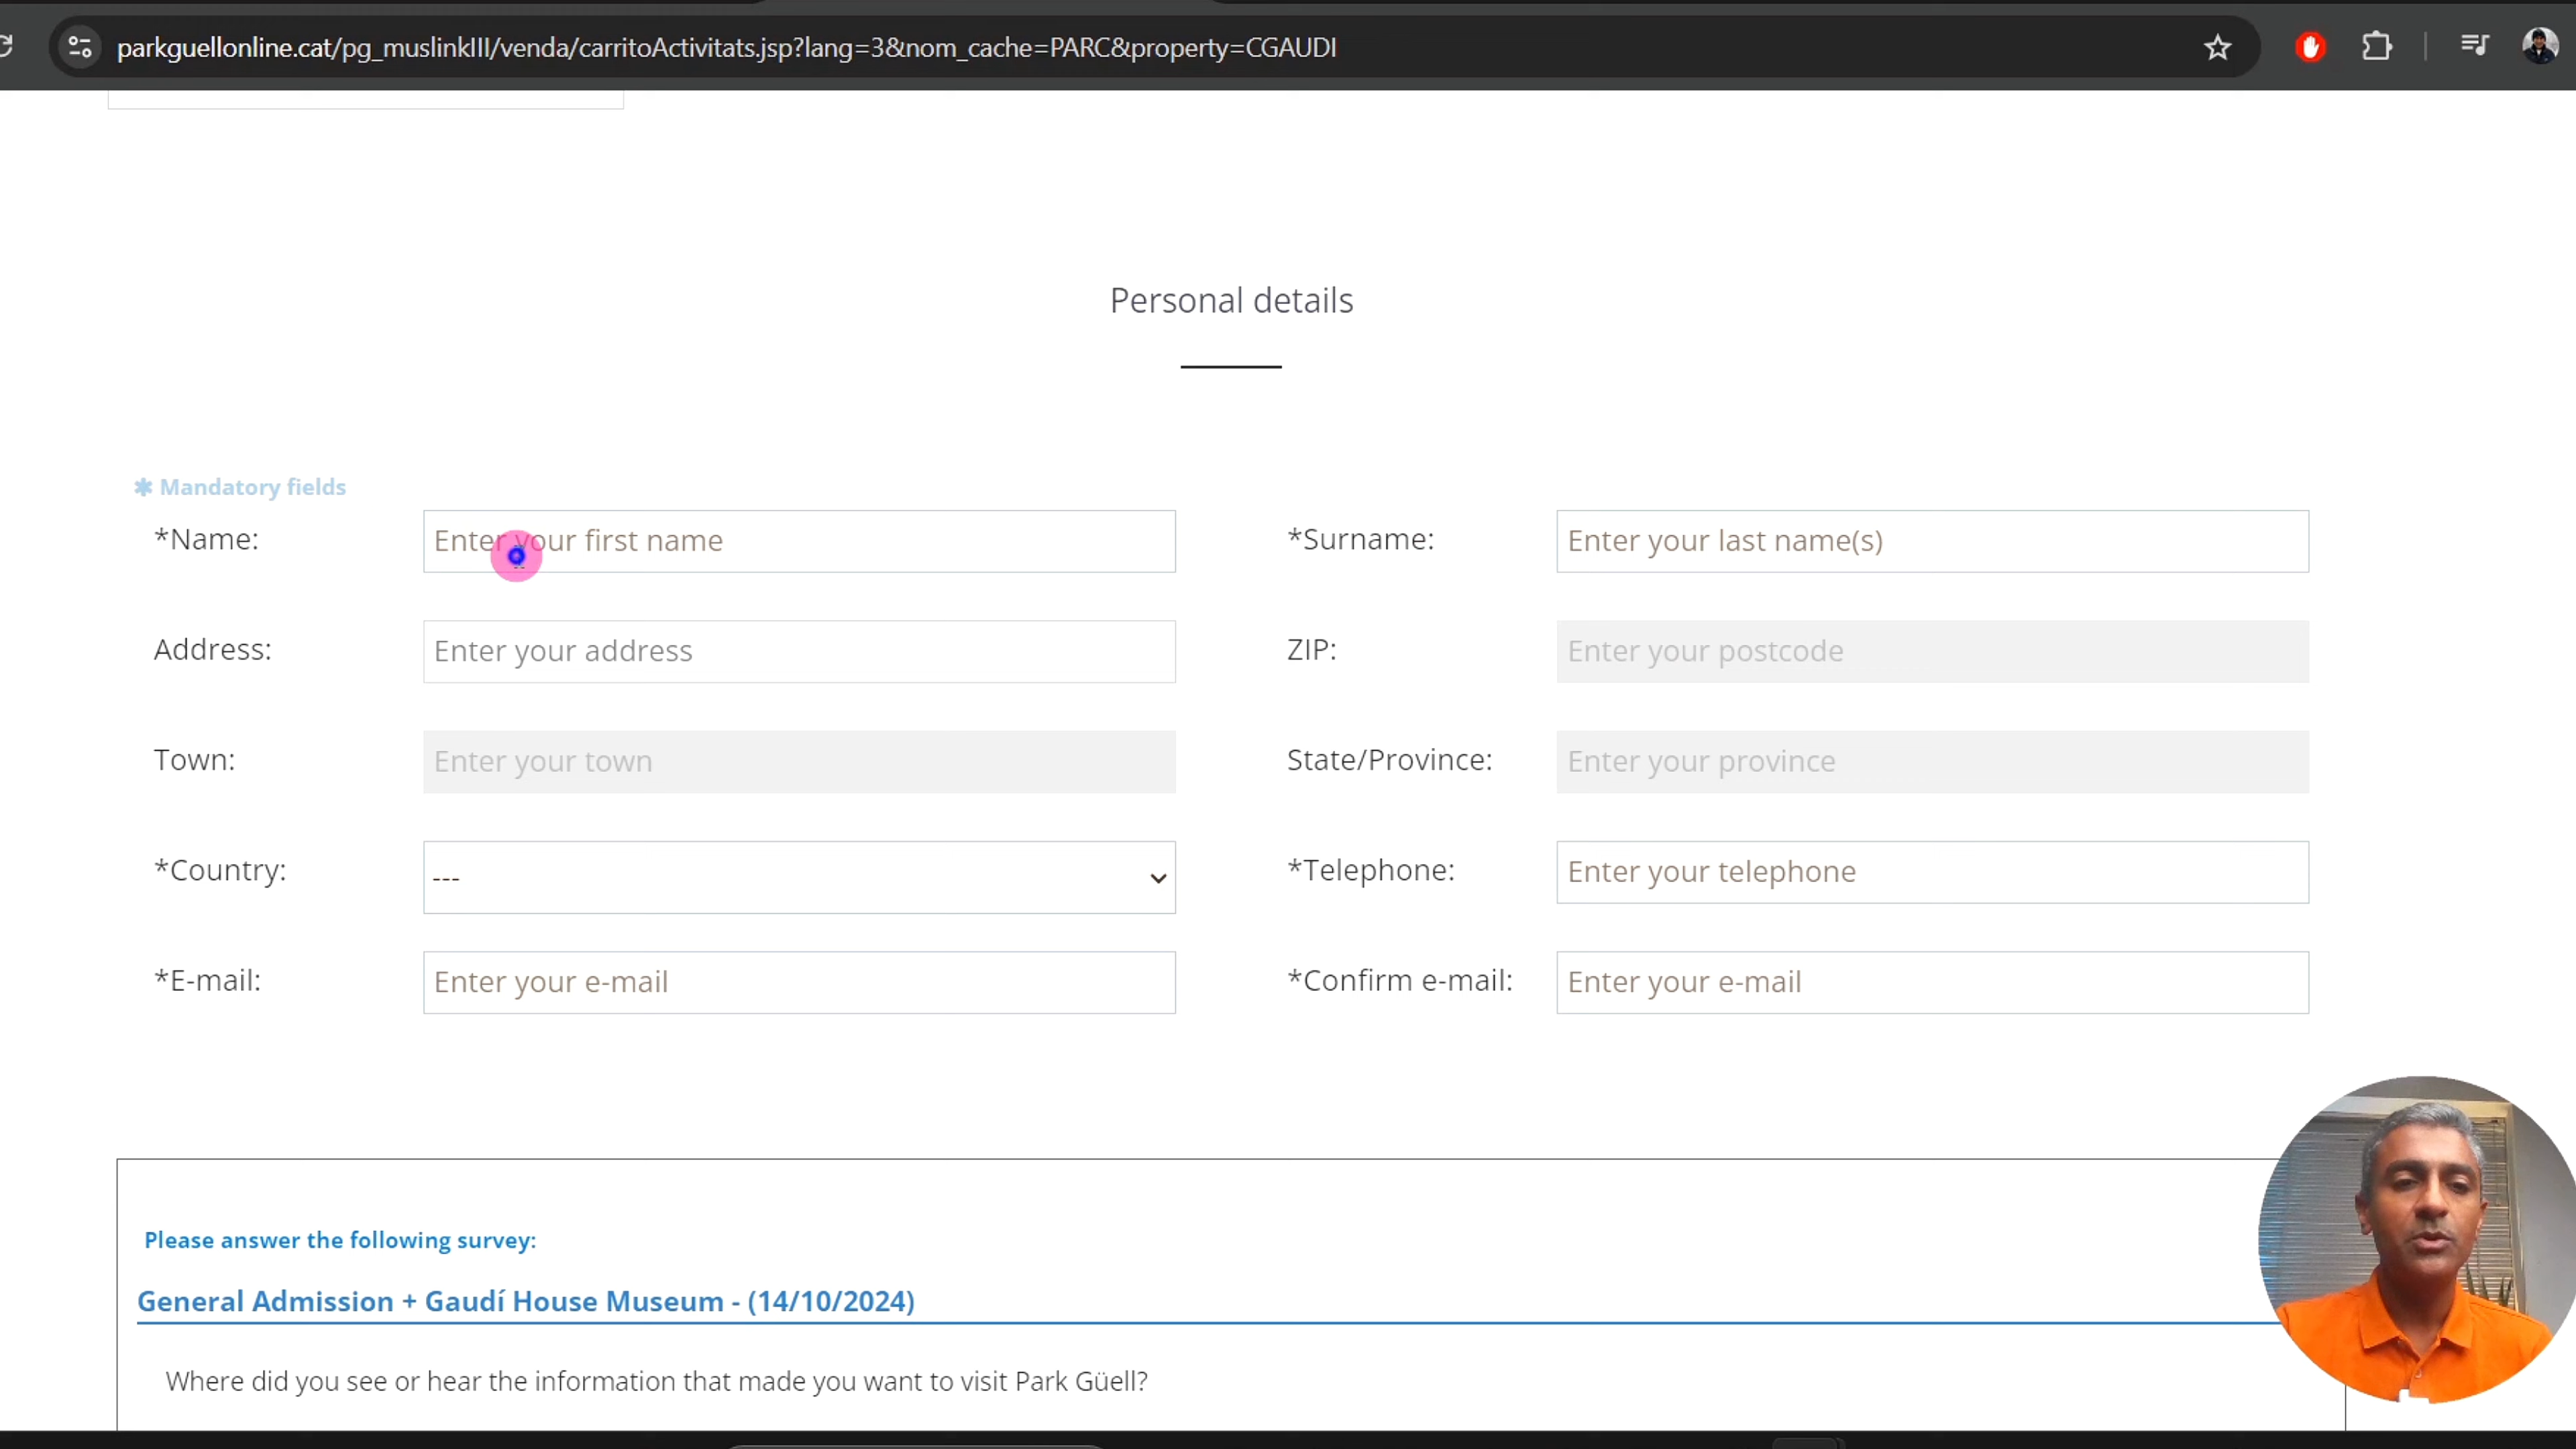 parkguellonline.cat/pg_muslinkIII/venda/carritoActivitats.jsp?lang=3&nom_cache=PARC&property=CGAUDI
Personal details
✱ Mandatory fields
*Name: Enter your first name *Surname: Enter your last name(s)
Address: Enter your address ZIP: Enter your postcode
Town: Enter your town State/Province: Enter your province
*Country: --- *Telephone: Enter your telephone
*E-mail: Enter your e-mail *Confirm e-mail: Enter your e-mail
Please answer the following survey:
General Admission + Gaudí House Museum - (14/10/2024)
Where did you see or hear the information that made you want to visit Park Güell?